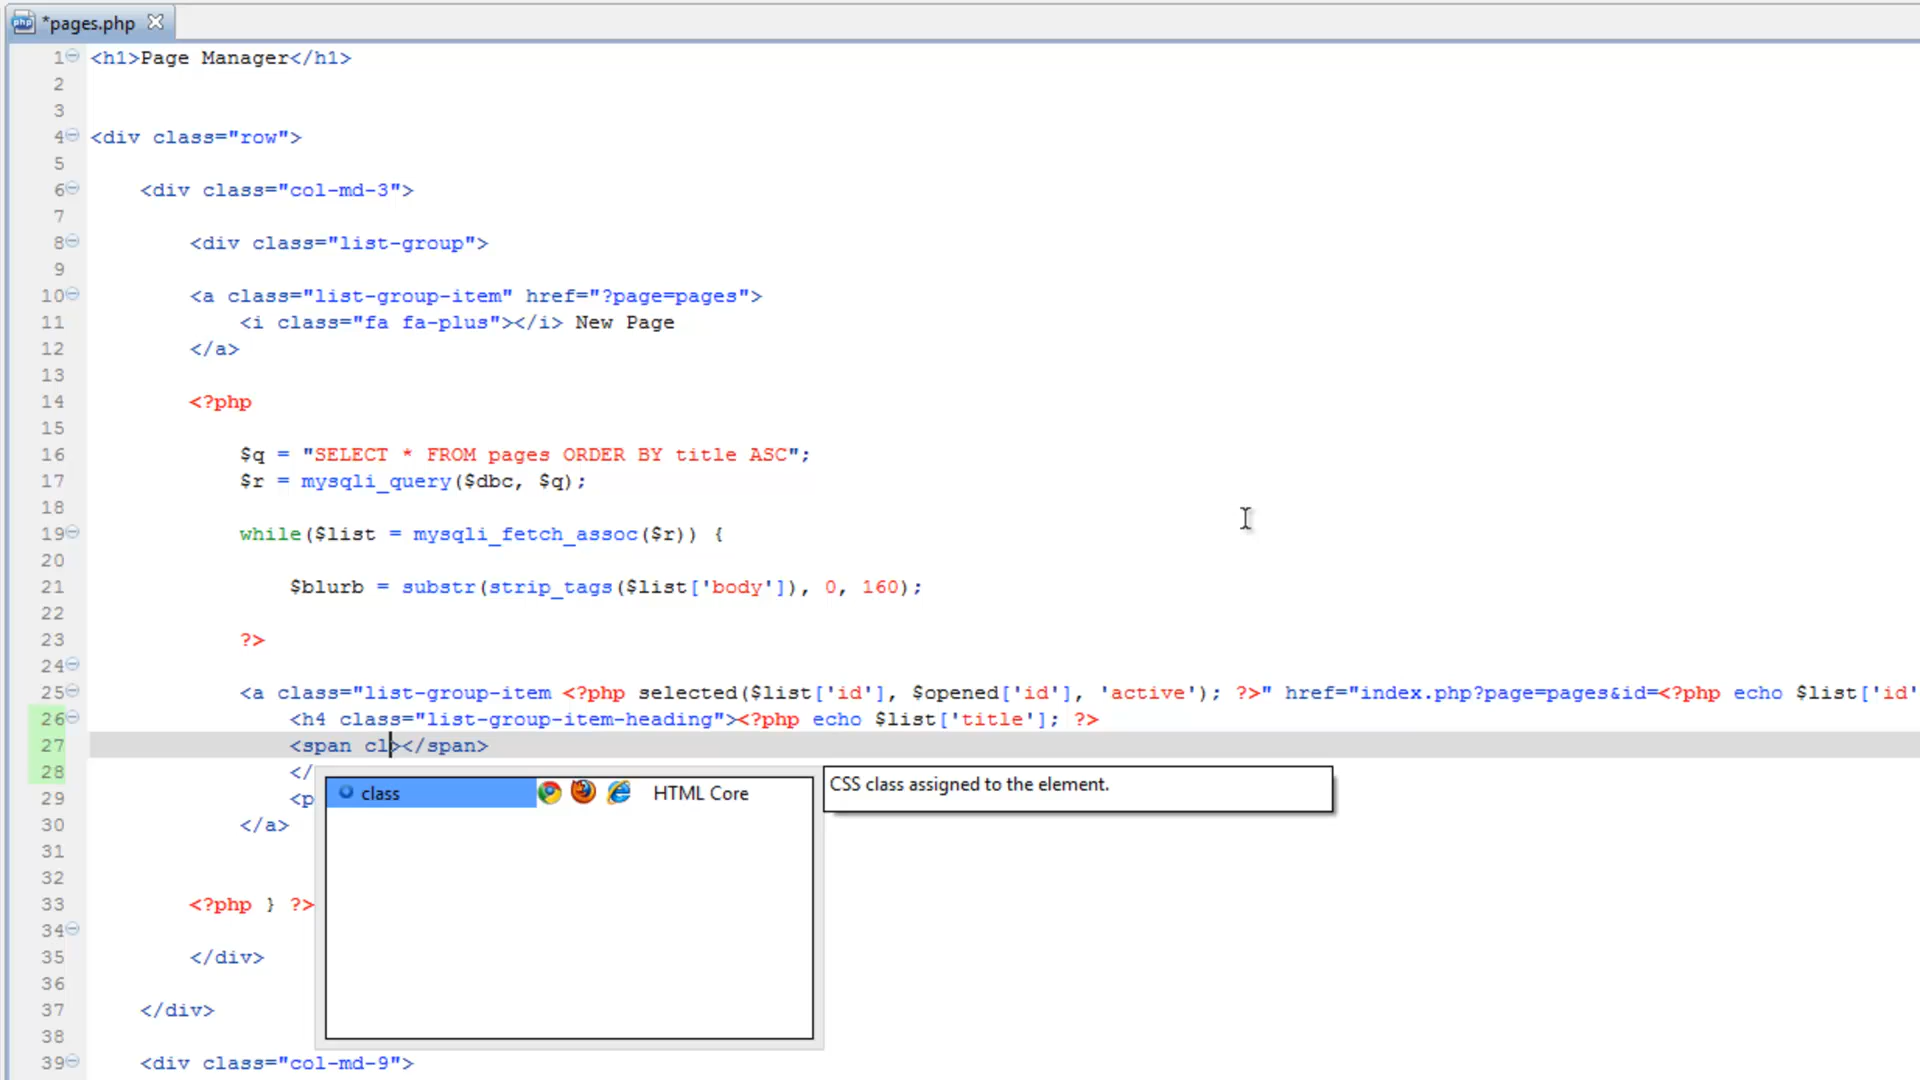 *pages.php
1 <h1>Page Manager</h1>
2
3
4 <div class="row">
5
6 <div class="col-md-3">
7
8 <div class="list-group">
9
10 <a class="list-group-item" href="?page=pages">
11 <i class="fa fa-plus"></i> New Page
12 </a>
13
14 <?php
15
16 $q = "SELECT * FROM pages ORDER BY title ASC";
17 $r = mysqli_query($dbc, $q);
18
19 while($list = mysqli_fetch_assoc($r)) {
20
21 $blurb = substr(strip_tags($list['body']), 0, 160);
22
23 ?>
24
25 <a class="list-group-item <?php selected($list['id'], $opened['id'], 'active'); ?>" href="index.php?page=pages&id=<?php echo $list['id'
26 <h4 class="list-group-item-heading"><?php echo $list['title']; ?>
27 <span cl></span>
28 </
class HTML Core
CSS class assigned to the element.
29 <p
30 </a>
31
32
33 <?php } ?>
34
35 </div>
36
37 </div>
38
39 <div class="col-md-9">